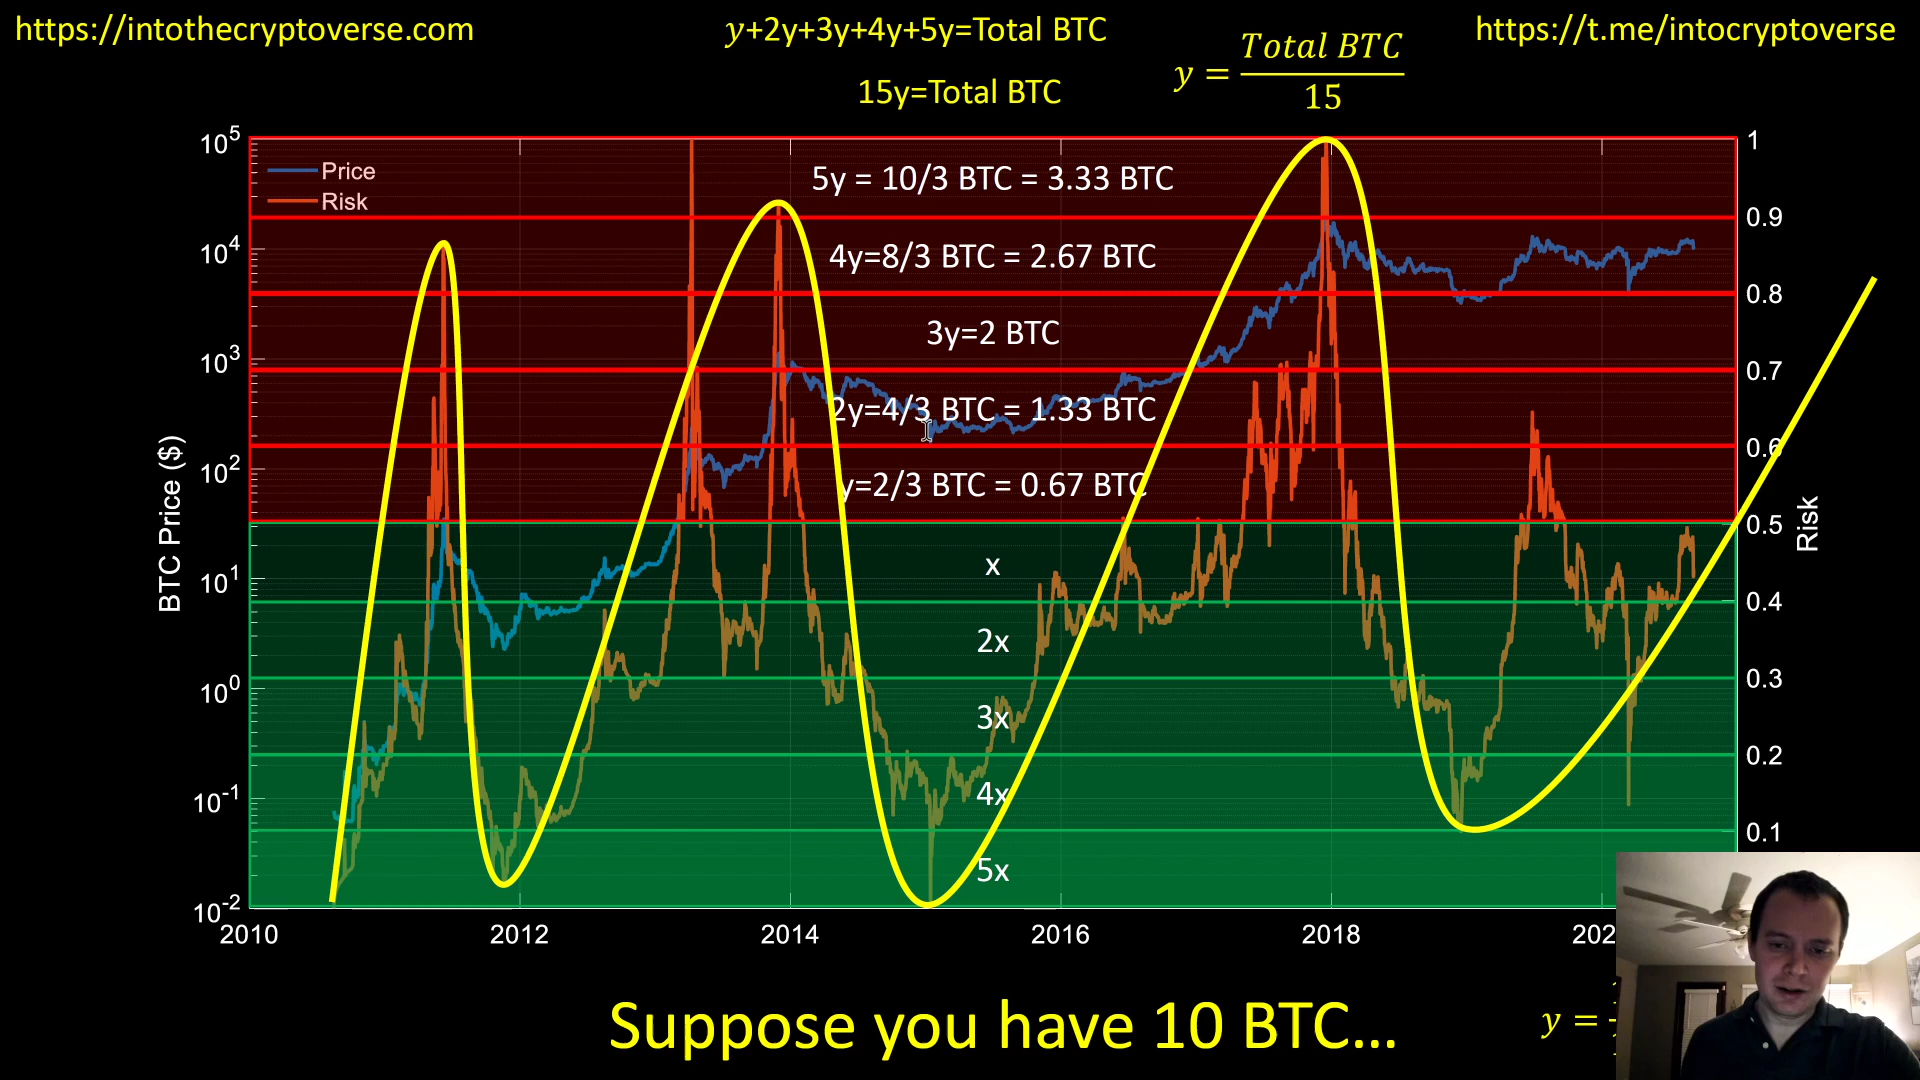 https://intothecryptoverse.com
y+2y+3y+4y+5y=Total BTC
https://t.me/intocryptoverse
15y=Total BTC
y = Total BTC / 15
10^5
1
Price
Risk
5y = 10/3 BTC = 3.33 BTC
0.9
10^4
4y=8/3 BTC = 2.67 BTC
0.8
3y=2 BTC
10^3
0.7
2y=4/3 BTC = 1.33 BTC
0.6
10^2
y=2/3 BTC = 0.67 BTC
BTC Price ($)
Risk
0.5
x
10^1
0.4
2x
10^0
0.3
3x
0.2
10^-1
4x
0.1
5x
10^-2
2010
2012
2014
2016
2018
Suppose you have 10 BTC...
y =